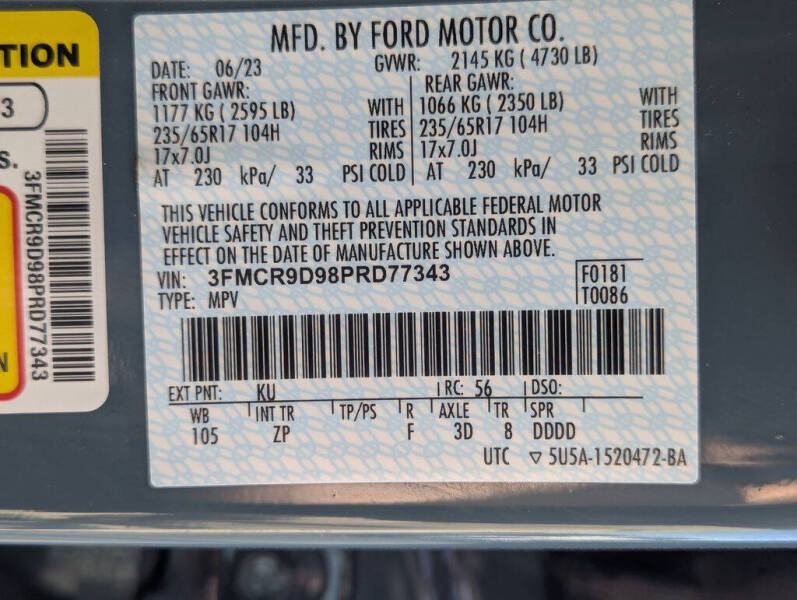 TION
3
S.
N
3FMCR9D98PRD77343
MFD. BY FORD MOTOR CO.
DATE: 06/23 GVWR: 2145 KG ( 4730 LB)
FRONT GAWR: REAR GAWR:
1177 KG ( 2595 LB) WITH 1066 KG ( 2350 LB) WITH
235/65R17 104H TIRES 235/65R17 104H TIRES
17x7.0J RIMS 17x7.0J RIMS
AT 230 kPa/ 33 PSI COLD AT 230 kPa/ 33 PSI COLD
THIS VEHICLE CONFORMS TO ALL APPLICABLE FEDERAL MOTOR
VEHICLE SAFETY AND THEFT PREVENTION STANDARDS IN
EFFECT ON THE DATE OF MANUFACTURE SHOWN ABOVE.
VIN: 3FMCR9D98PRD77343 F0181
TYPE: MPV T0086
EXT PNT: KU RC: 56 DSO:
WB INT TR TP/PS R AXLE TR SPR
105 ZP F 3D 8 DDDD
UTC ▽ 5U5A-1520472-BA